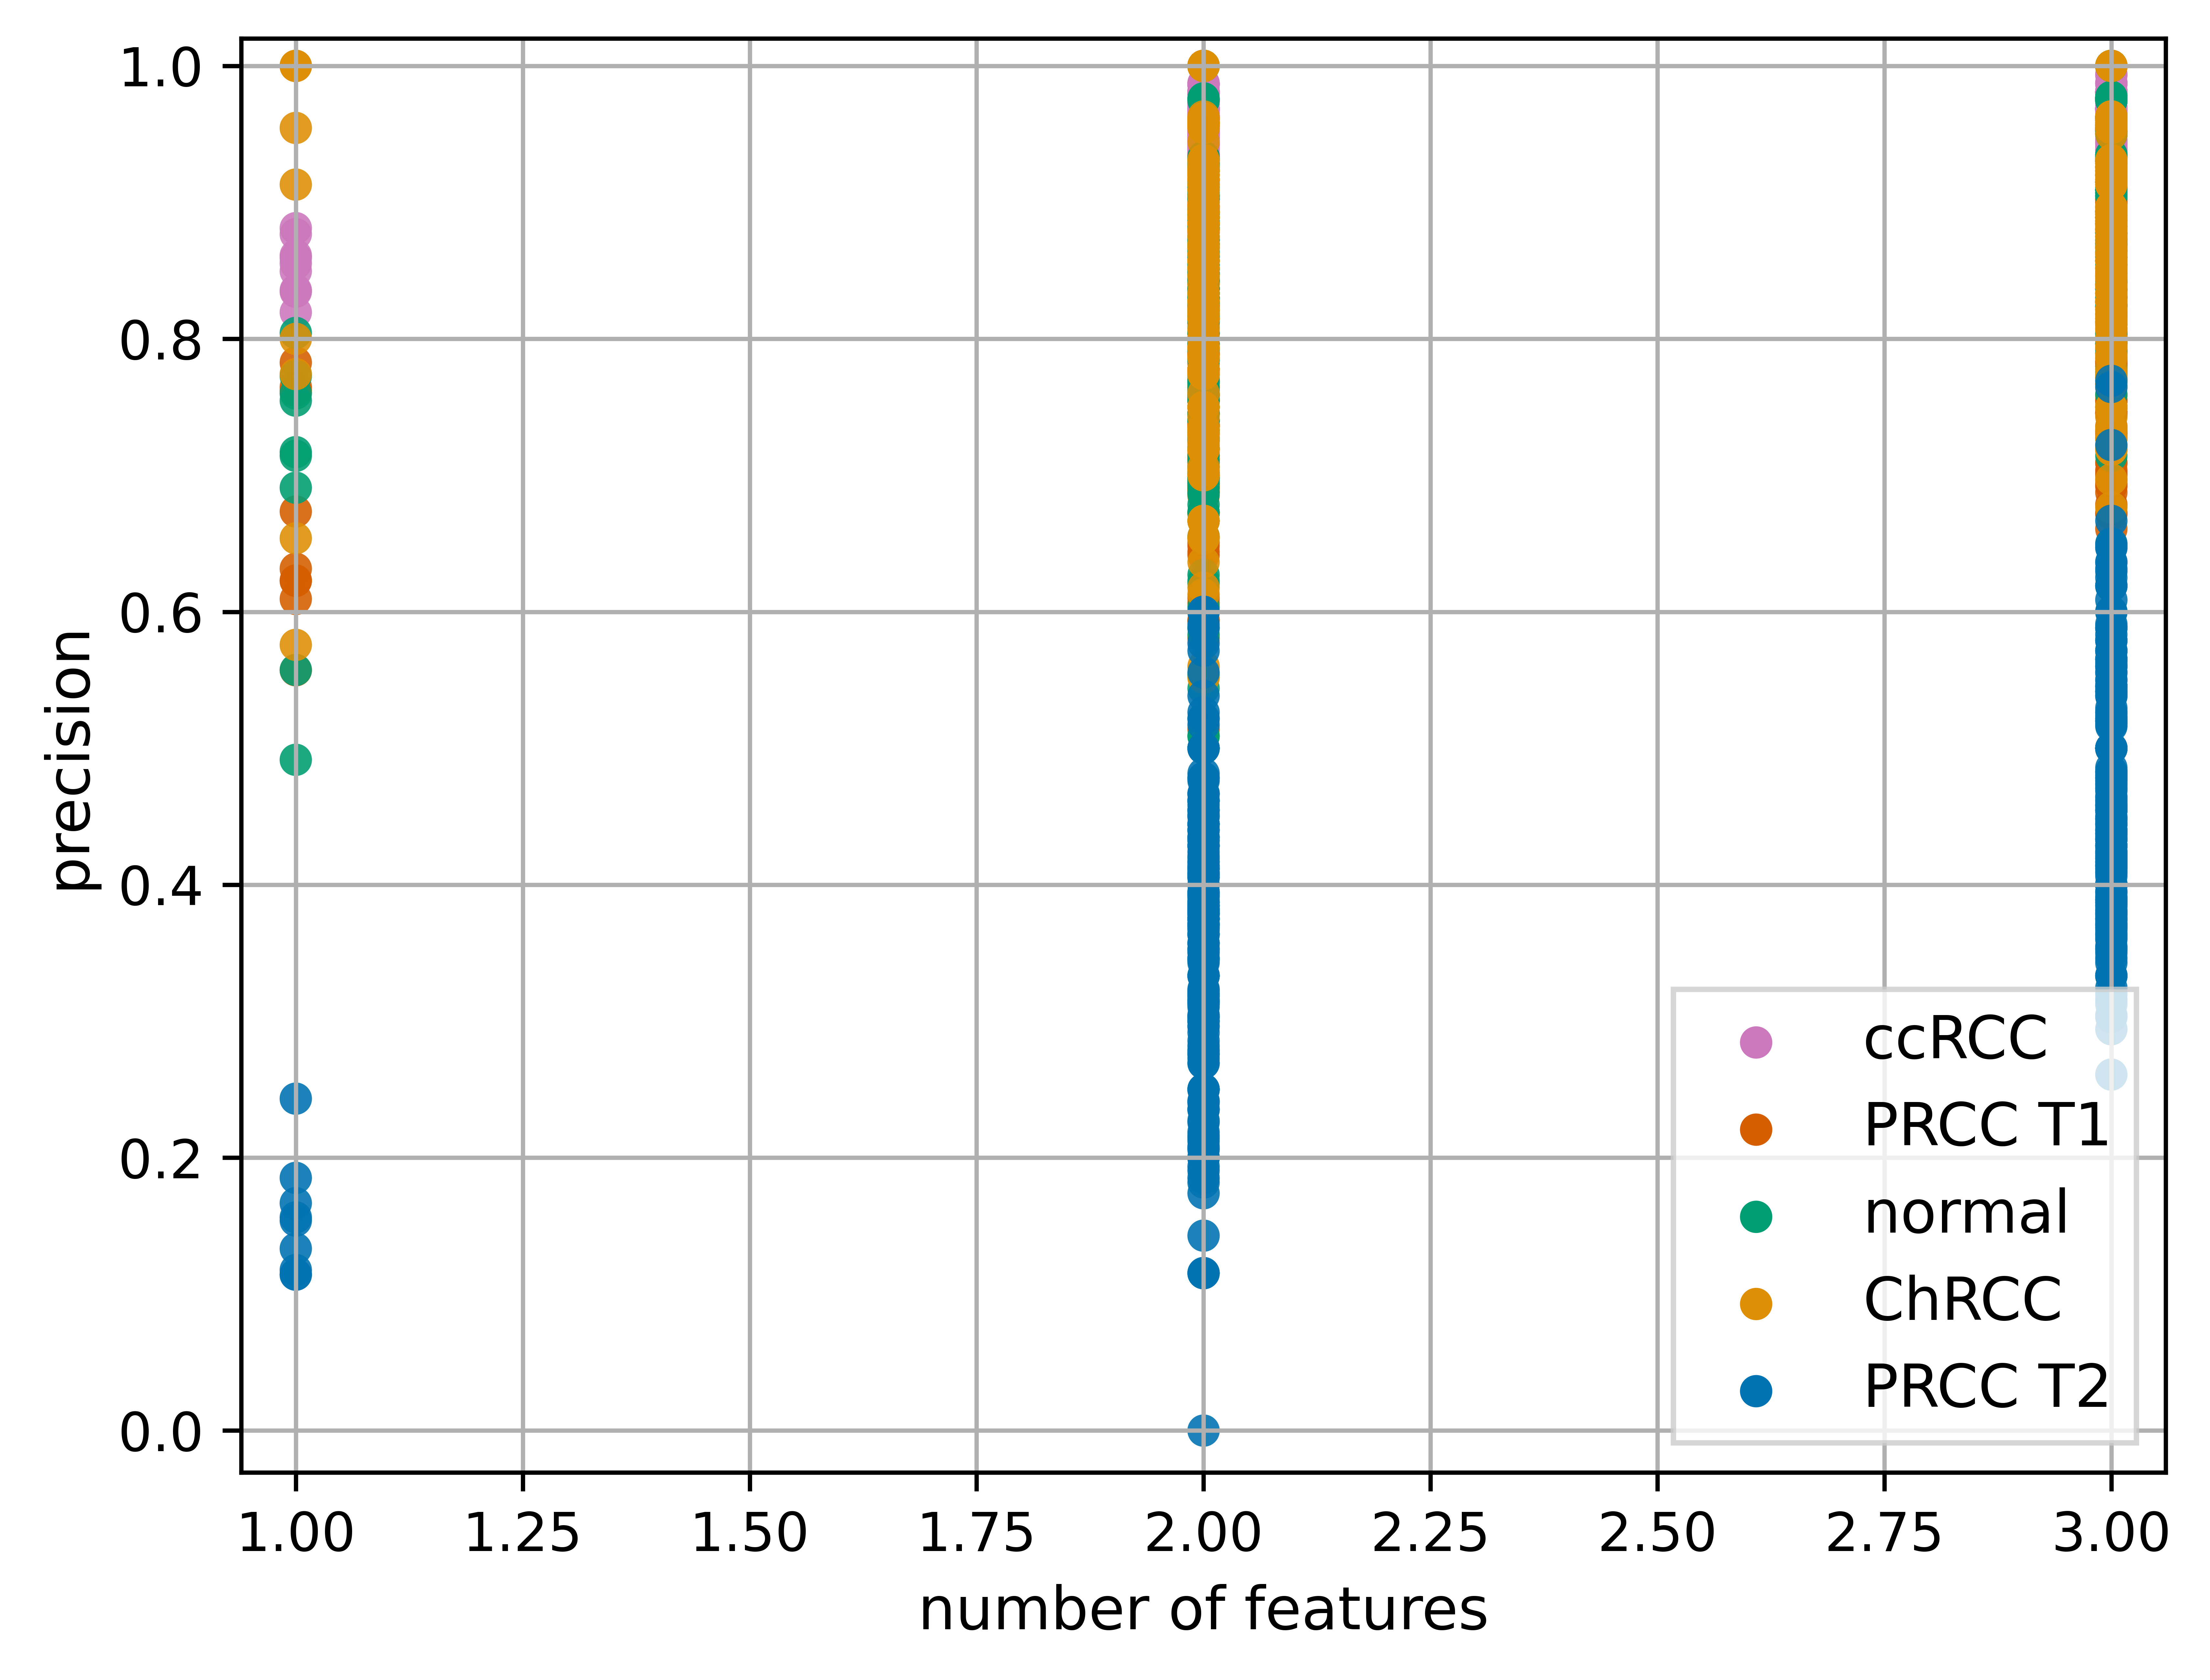 precision
1.0
0.8
0.6
0.4
0.2
0.0
1.00 1.25 1.50 1.75 2.00 2.25 2.50 2.75 3.00
number of features
ccRCC
PRCC T1
normal
ChRCC
PRCC T2